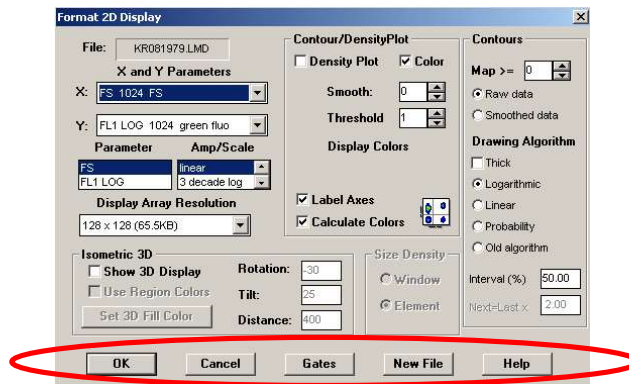 Format 2D Display
File: KR081979.LMD
X and Y Parameters
X: FS 1024 FS
Y: FL1 LOG 1024 green fluo
Parameter Amp/Scale
FS linear
FL1 LOG 3 decade log
Display Array Resolution
128 x 128 (65.5KB)
Contour/DensityPlot
Density Plot Color
Smooth: 0
Threshold 1
Display Colors
Label Axes
Calculate Colors
Contours
Map >= 0
Raw data
Smoothed data
Drawing Algorithm
Thick
Logarithmic
Linear
Probability
Old algorithm
Interval (%) 50.00
Next=Last x 2.00
Isometric 3D
Show 3D Display
Use Region Colors
Set 3D Fill Color
Rotation: -30
Tilt: 25
Distance: 400
Size Density
Window
Element
OK Cancel Gates New File Help